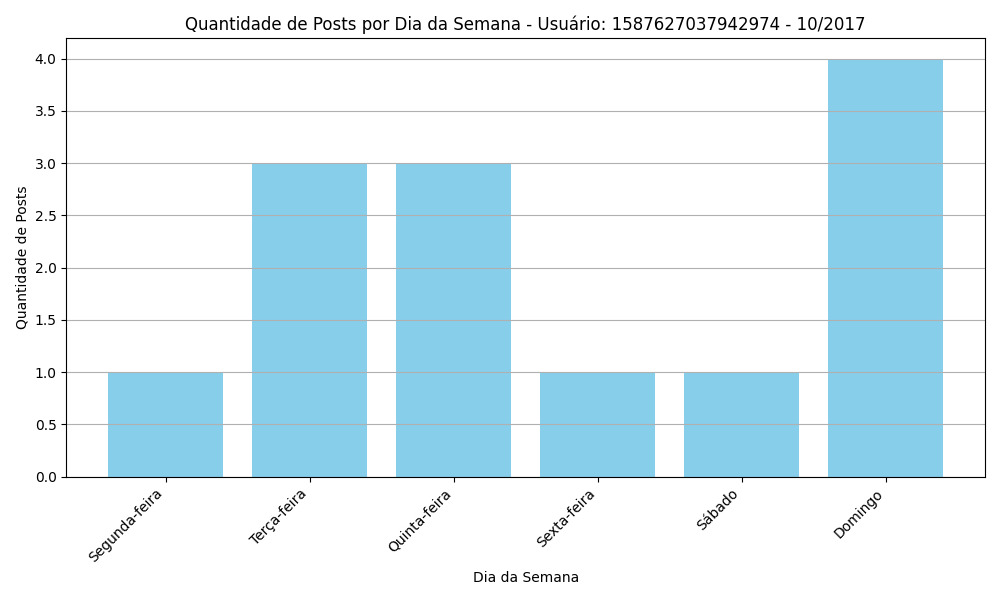 Quantidade de Posts por Dia da Semana - Usuário: 1587627037942974 - 10/2017
Quantidade de Posts
4.0
3.5
3.0
2.5
2.0
1.5
1.0
0.5
0.0
Segunda-feira
Terça-feira
Quinta-feira
Sexta-feira
Sábado
Domingo
Dia da Semana